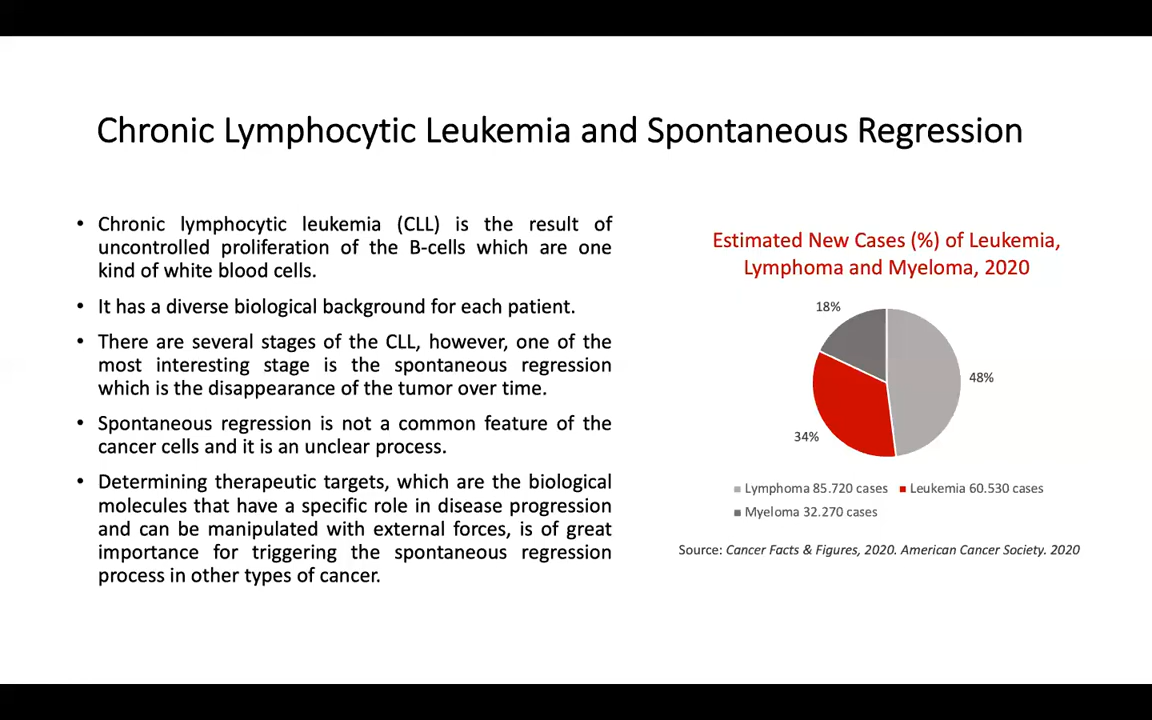 Chronic Lymphocytic Leukemia and Spontaneous Regression
• Chronic lymphocytic leukemia (CLL) is the result of
uncontrolled proliferation of the B-cells which are one
kind of white blood cells.
• It has a diverse biological background for each patient.
• There are several stages of the CLL, however, one of the
most interesting stage is the spontaneous regression
which is the disappearance of the tumor over time.
• Spontaneous regression is not a common feature of the
cancer cells and it is an unclear process.
• Determining therapeutic targets, which are the biological
molecules that have a specific role in disease progression
and can be manipulated with external forces, is of great
importance for triggering the spontaneous regression
process in other types of cancer.
Estimated New Cases (%) of Leukemia,
Lymphoma and Myeloma, 2020
18%
48%
34%
Lymphoma 85.720 cases Leukemia 60.530 cases
Myeloma 32.270 cases
Source: Cancer Facts & Figures, 2020. American Cancer Society. 2020